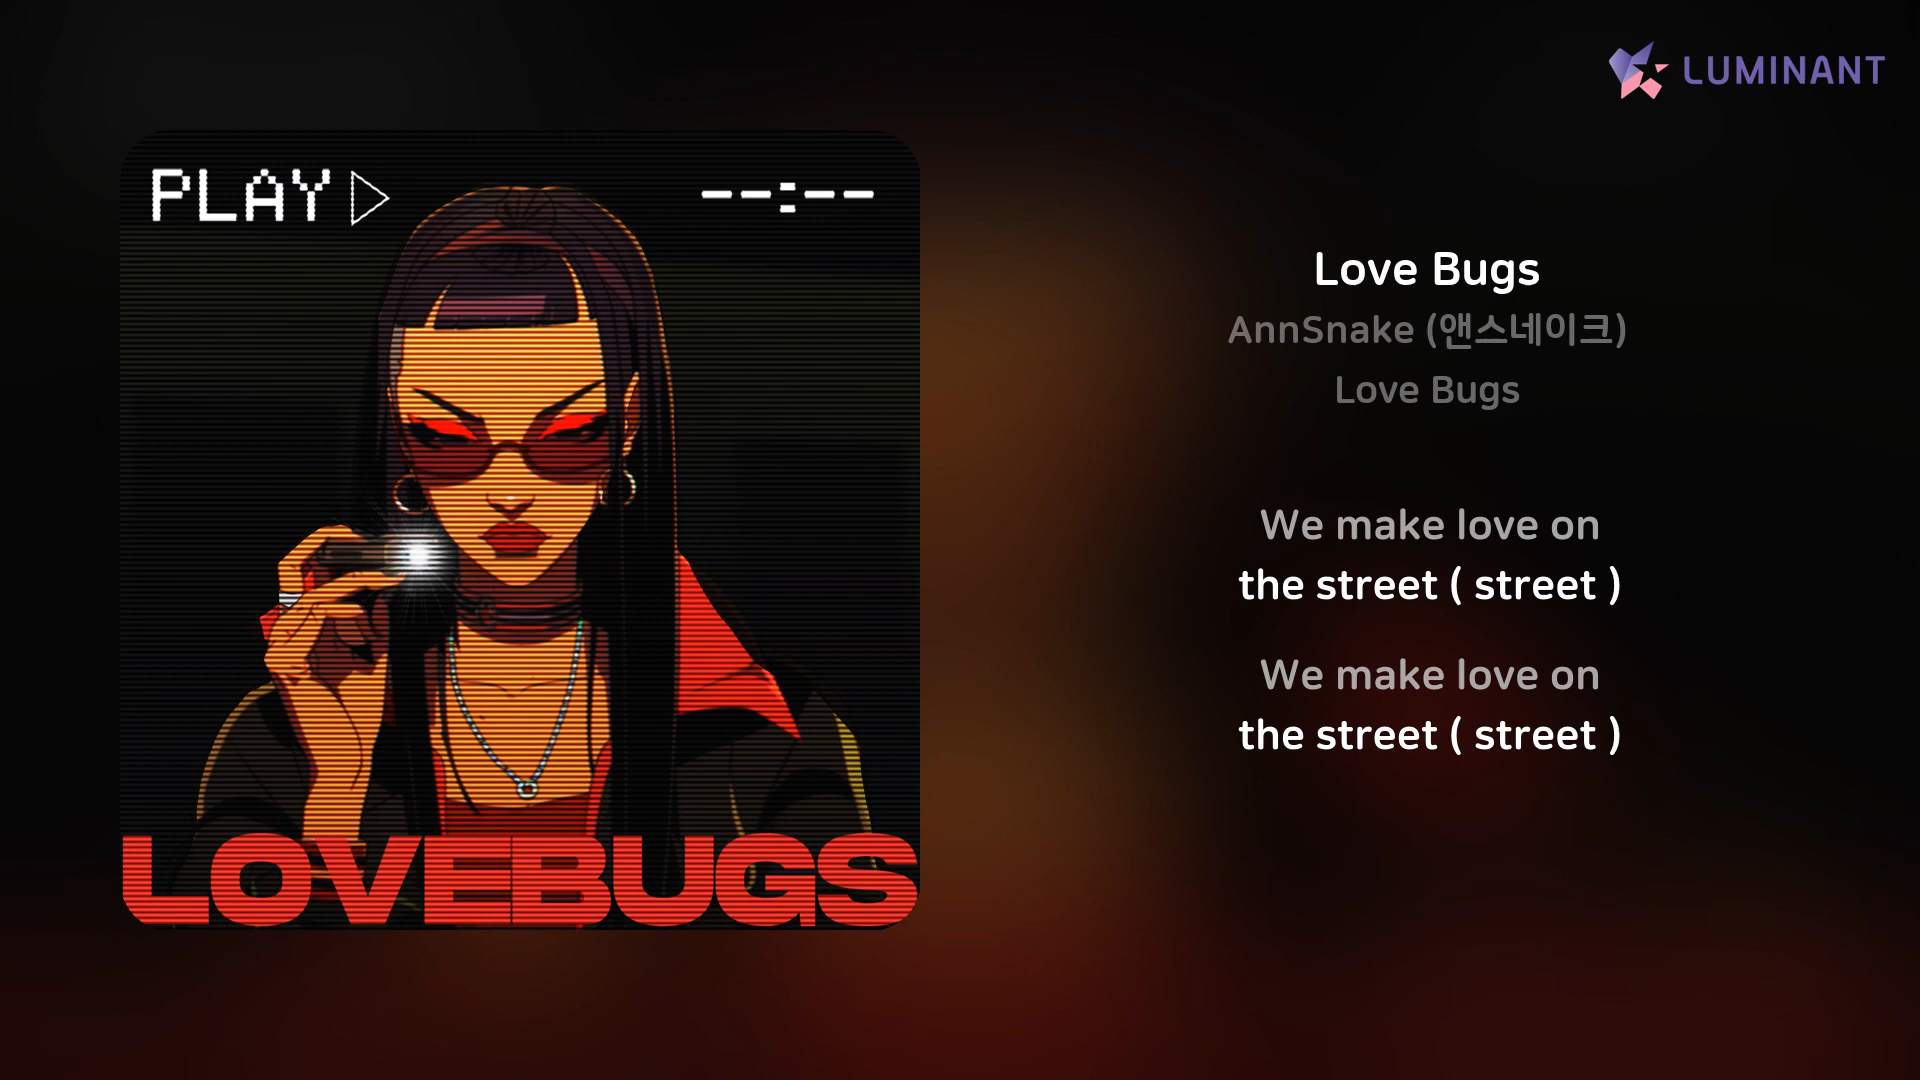 LUMINANT
PLAY
--:--
LOVEBUGS
Love Bugs
AnnSnake (앤스네이크)
Love Bugs
We make love on
the street ( street )
We make love on
the street ( street )